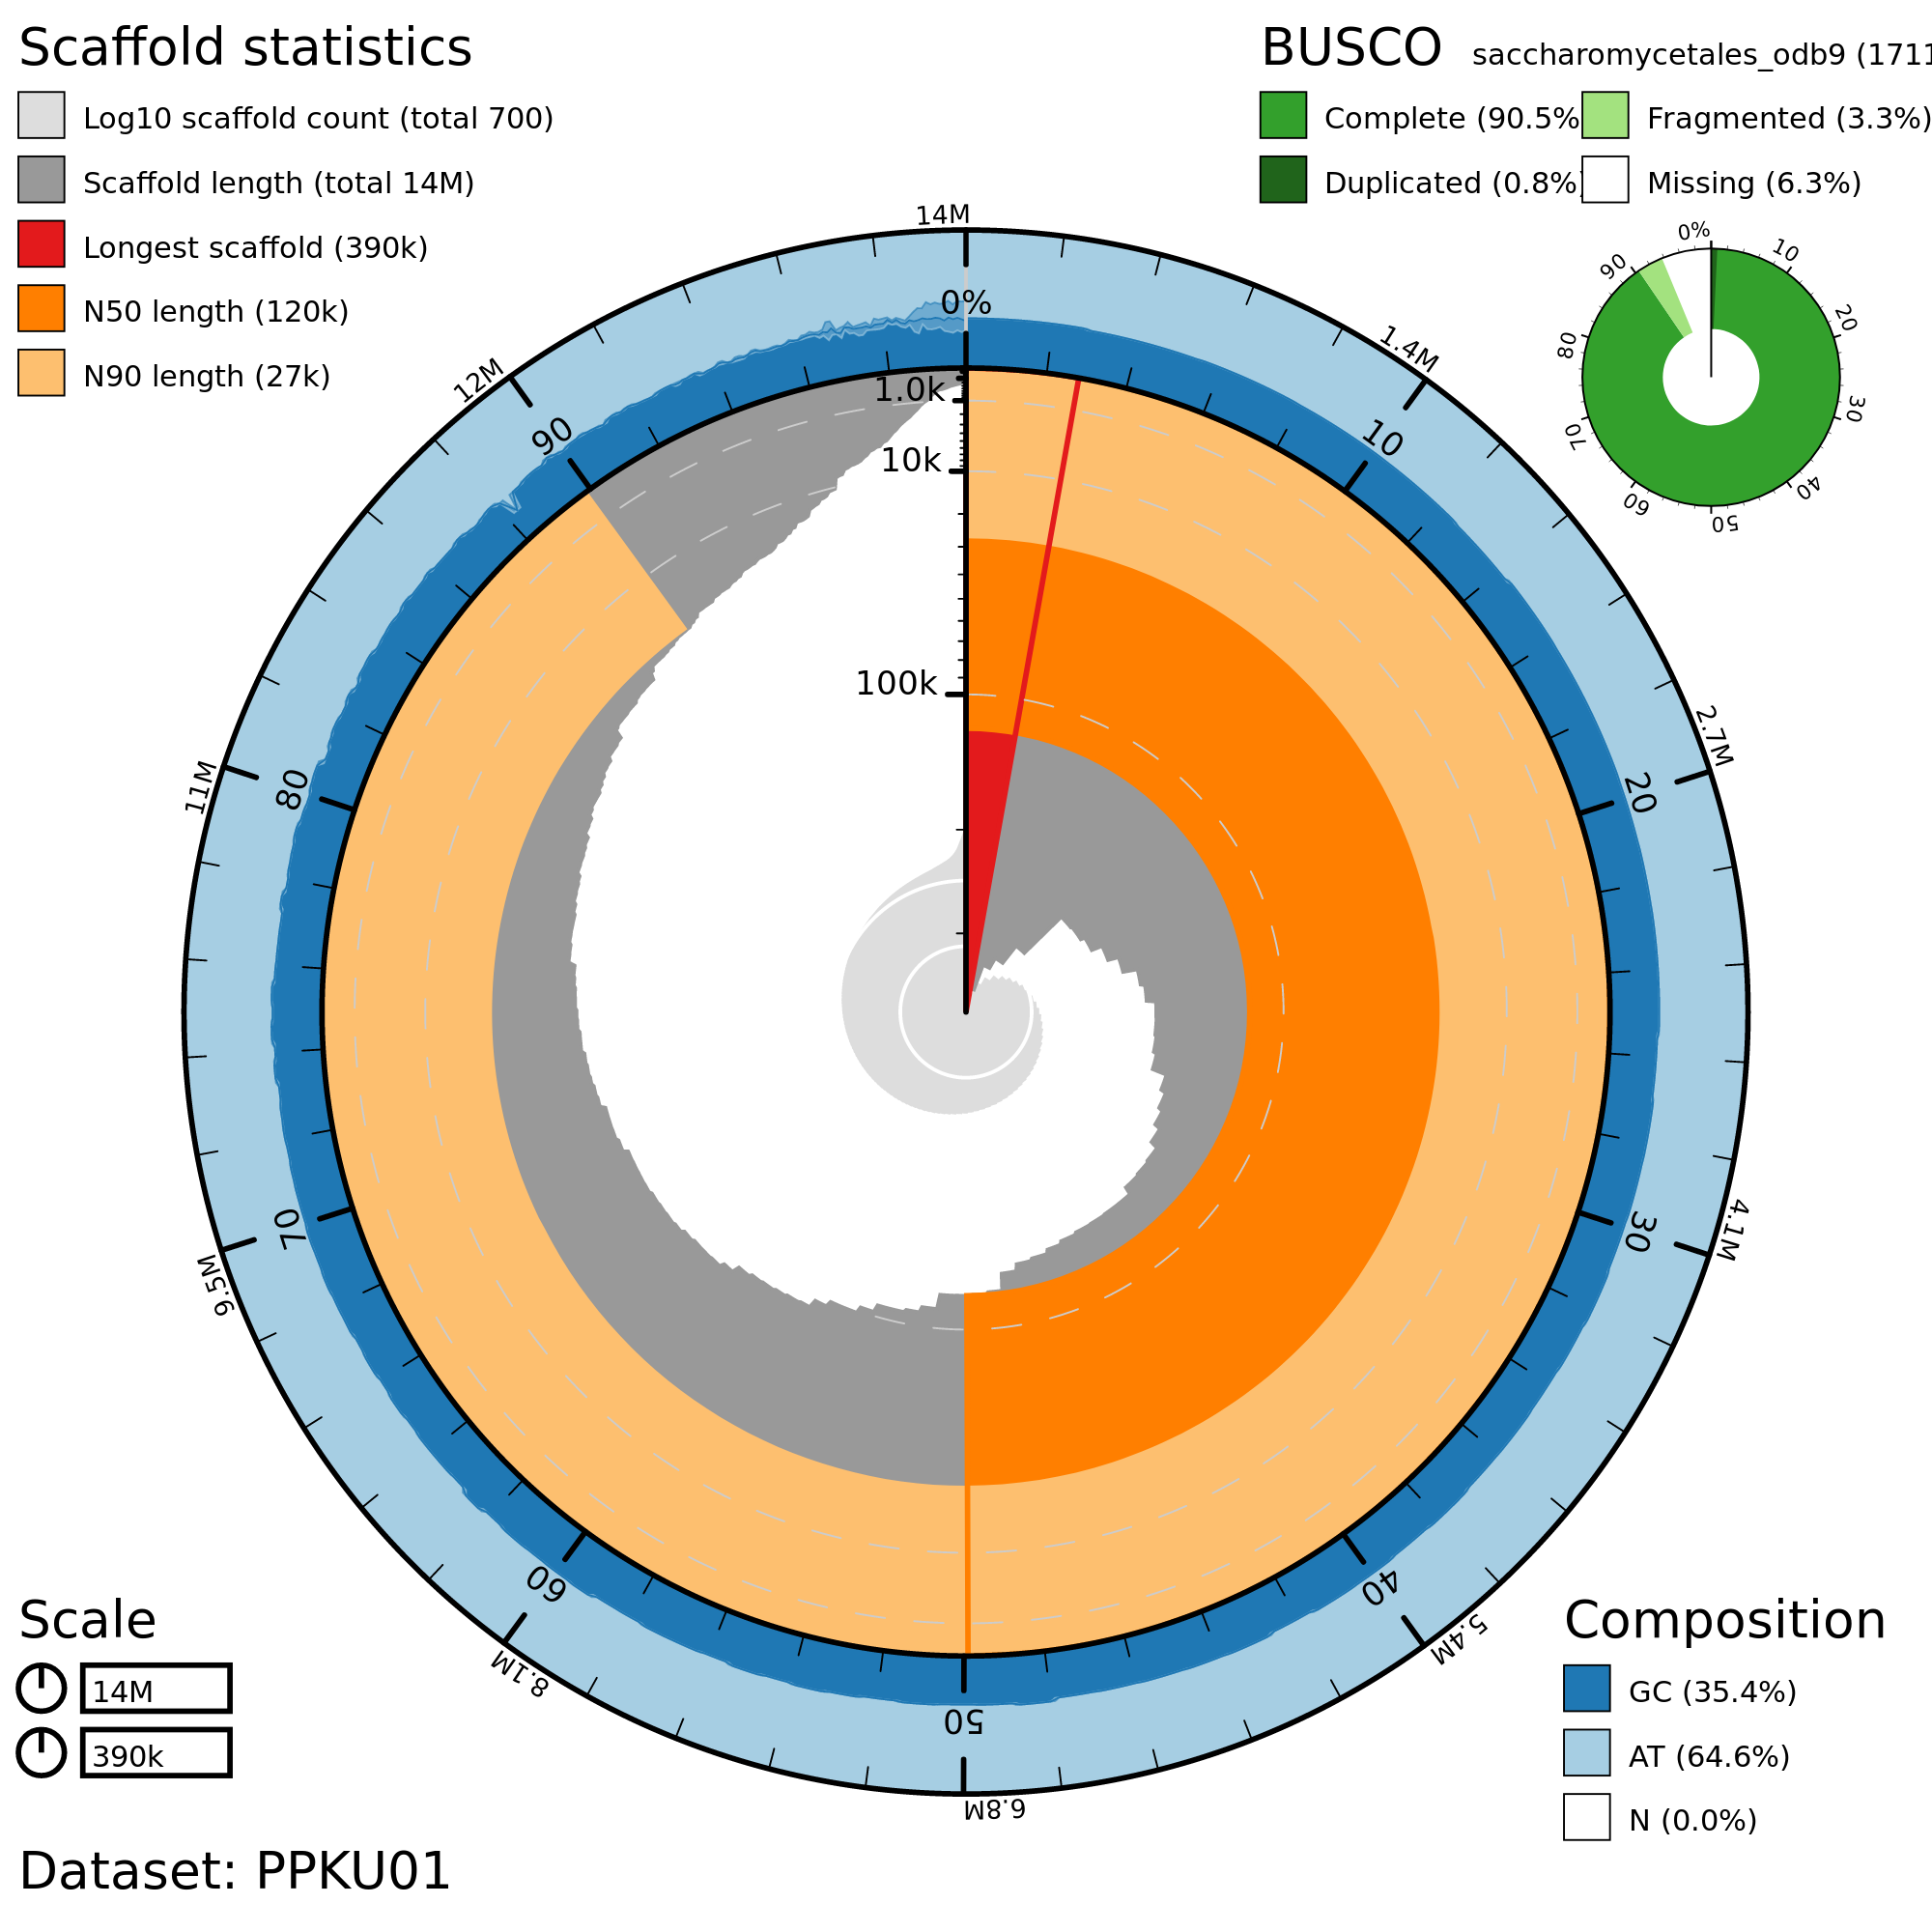 Scaffold statistics
Log10 scaffold count (total 700)
Scaffold length (total 14M)
Longest scaffold (390k)
N50 length (120k)
N90 length (27k)
BUSCO saccharomycetales_odb9 (1711
Complete (90.5%
Fragmented (3.3%)
Duplicated (0.8%)
Missing (6.3%)
0%
10
20
30
40
50
60
70
80
90
14M
1.4M
2.7M
4.1M
5.4M
6.8M
8.1M
9.5M
11M
12M
0%
10
20
30
40
50
60
70
80
90
1.0k
10k
100k
Scale
14M
390k
Composition
GC (35.4%)
AT (64.6%)
N (0.0%)
Dataset: PPKU01